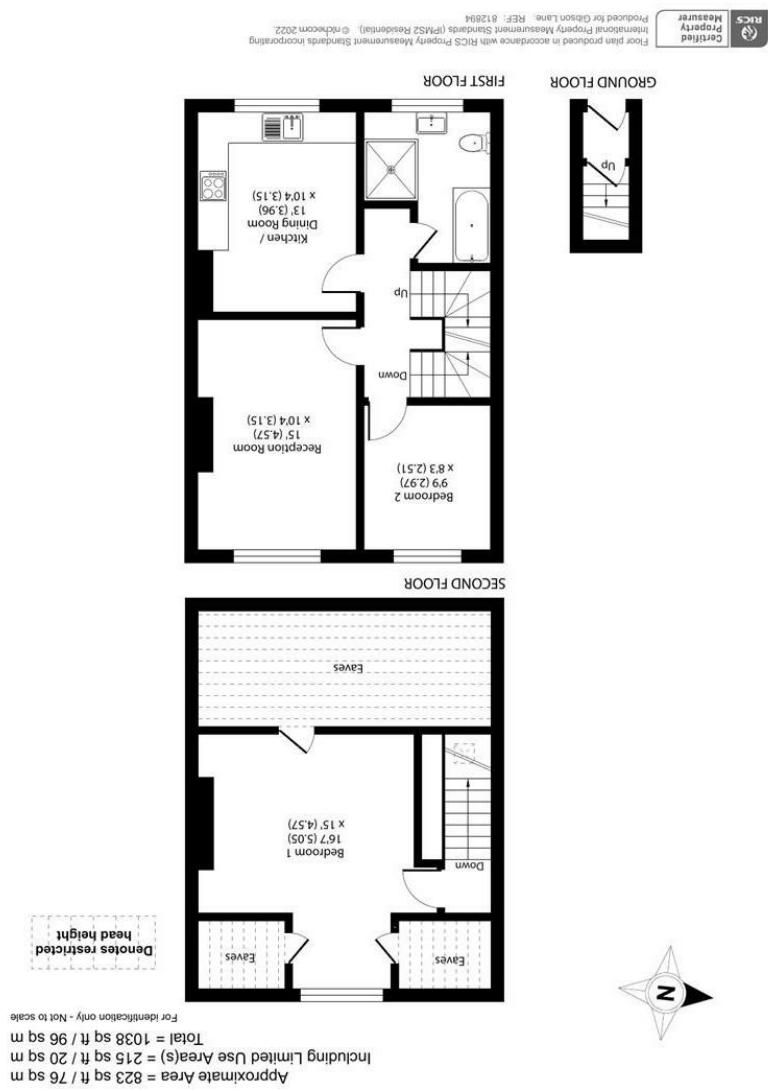 Approximate Area = 823 sq ft / 76 sq m
Including Limited Use Area(s) = 215 sq ft / 20 sq m
Total = 1038 sq ft / 96 sq m
For identification only - Not to scale
N
Denotes restricted
head height
Eaves
Eaves
Down
Bedroom 1
16'7 (5.05)
x 15' (4.57)
Eaves
SECOND FLOOR
Bedroom 2
9'9 (2.97)
x 8'3 (2.51)
Reception Room
15' (4.57)
x 10'4 (3.15)
Down
Up
Kitchen /
Dining Room
13' (3.96)
x 10'4 (3.15)
Up
GROUND FLOOR
FIRST FLOOR
RICS
Certified
Property
Measurer
Floor plan produced in accordance with RICS Property Measurement Standards incorporating
International Property Measurement Standards (IPMS2 Residential). © nichecom 2022.
Produced for Gibson Lane. REF: 812894